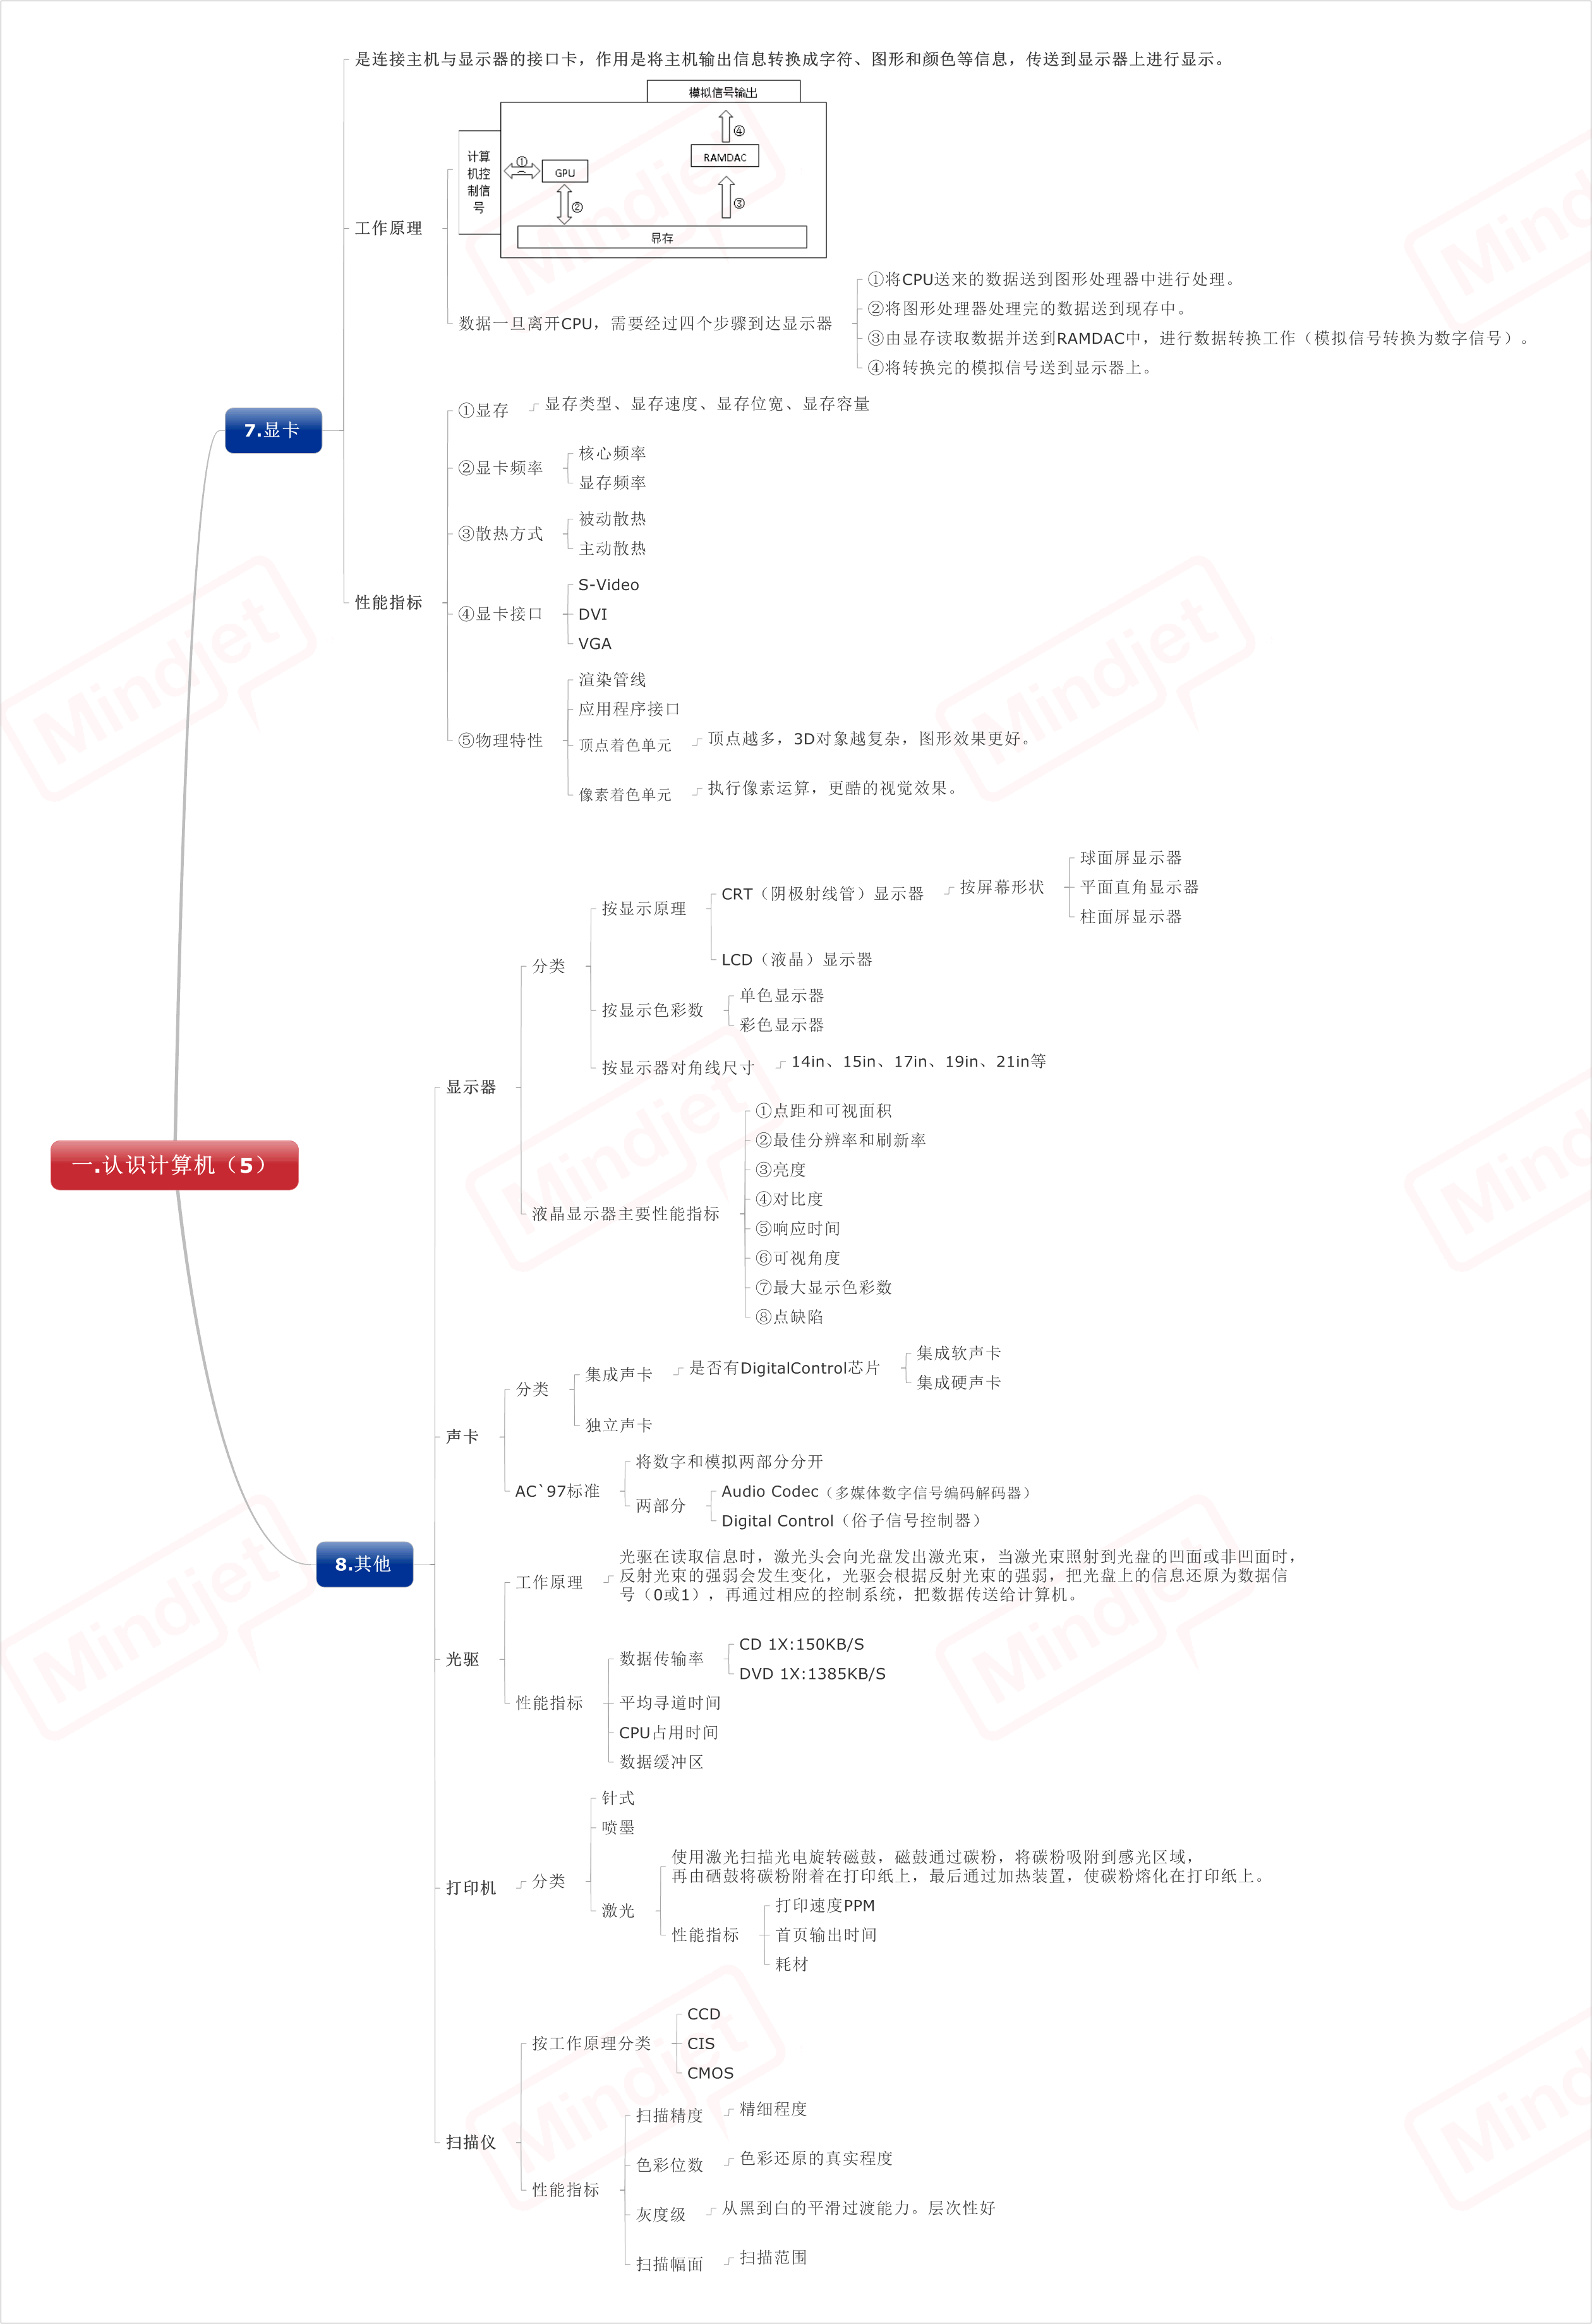 是连接主机与显示器的接口卡，作用是将主机输出信息转换成字符、图形和颜色等信息，传送到显示器上进行显示。
模拟信号输出
④
计算
机控
制信
号
①
GPU
RAMDAC
②
③
显存
工作原理
①将CPU送来的数据送到图形处理器中进行处理。
②将图形处理器处理完的数据送到现存中。
数据一旦离开CPU，需要经过四个步骤到达显示器
③由显存读取数据并送到RAMDAC中，进行数据转换工作（模拟信号转换为数字信号）。
④将转换完的模拟信号送到显示器上。
7.显卡
①显存
显存类型、显存速度、显存位宽、显存容量
②显卡频率
核心频率
显存频率
③散热方式
被动散热
主动散热
性能指标
④显卡接口
S-Video
DVI
VGA
⑤物理特性
渲染管线
应用程序接口
顶点着色单元
顶点越多，3D对象越复杂，图形效果更好。
像素着色单元
执行像素运算，更酷的视觉效果。
一.认识计算机（5）
8.其他
显示器
分类
按显示原理
CRT（阴极射线管）显示器
按屏幕形状
球面屏显示器
平面直角显示器
柱面屏显示器
LCD（液晶）显示器
按显示色彩数
单色显示器
彩色显示器
按显示器对角线尺寸
14in、15in、17in、19in、21in等
液晶显示器主要性能指标
①点距和可视面积
②最佳分辨率和刷新率
③亮度
④对比度
⑤响应时间
⑥可视角度
⑦最大显示色彩数
⑧点缺陷
声卡
分类
集成声卡
是否有DigitalControl芯片
集成软声卡
集成硬声卡
独立声卡
AC`97标准
将数字和模拟两部分分开
两部分
Audio Codec（多媒体数字信号编码解码器）
Digital Control（俗子信号控制器）
光驱
工作原理
光驱在读取信息时，激光头会向光盘发出激光束，当激光束照射到光盘的凹面或非凹面时，
反射光束的强弱会发生变化，光驱会根据反射光束的强弱，把光盘上的信息还原为数据信
号（0或1），再通过相应的控制系统，把数据传送给计算机。
性能指标
数据传输率
CD 1X:150KB/S
DVD 1X:1385KB/S
平均寻道时间
CPU占用时间
数据缓冲区
打印机
分类
针式
喷墨
激光
使用激光扫描光电旋转磁鼓，磁鼓通过碳粉，将碳粉吸附到感光区域，
再由硒鼓将碳粉附着在打印纸上，最后通过加热装置，使碳粉熔化在打印纸上。
性能指标
打印速度PPM
首页输出时间
耗材
扫描仪
按工作原理分类
CCD
CIS
CMOS
性能指标
扫描精度
精细程度
色彩位数
色彩还原的真实程度
灰度级
从黑到白的平滑过渡能力。层次性好
扫描幅面
扫描范围
Mindjet
Mindjet
Mindjet
Mindjet
Mindjet
Mindjet
Mindjet
Mindjet